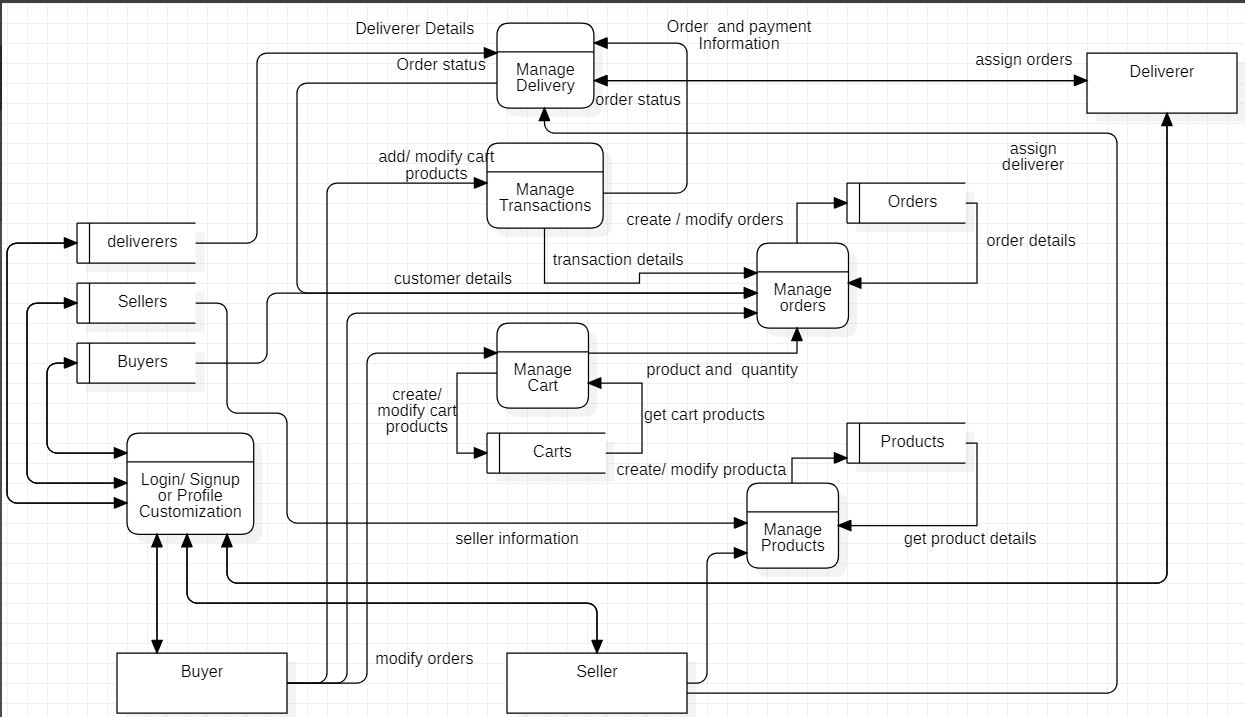 Deliverer Details
Order and payment
Information
Order status
Manage
Delivery
assign orders
Deliverer
order status
assign
deliverer
add/ modify cart
products
Manage
Transactions
create / modify orders
Orders
deliverers
order details
transaction details
customer details
Sellers
Manage
orders
Buyers
Manage
Cart
product and quantity
create/
modify cart
products
get cart products
Carts
Products
create/ modify producta
Login/ Signup
or Profile
Customization
seller information
Manage
Products
get product details
modify orders
Buyer
Seller